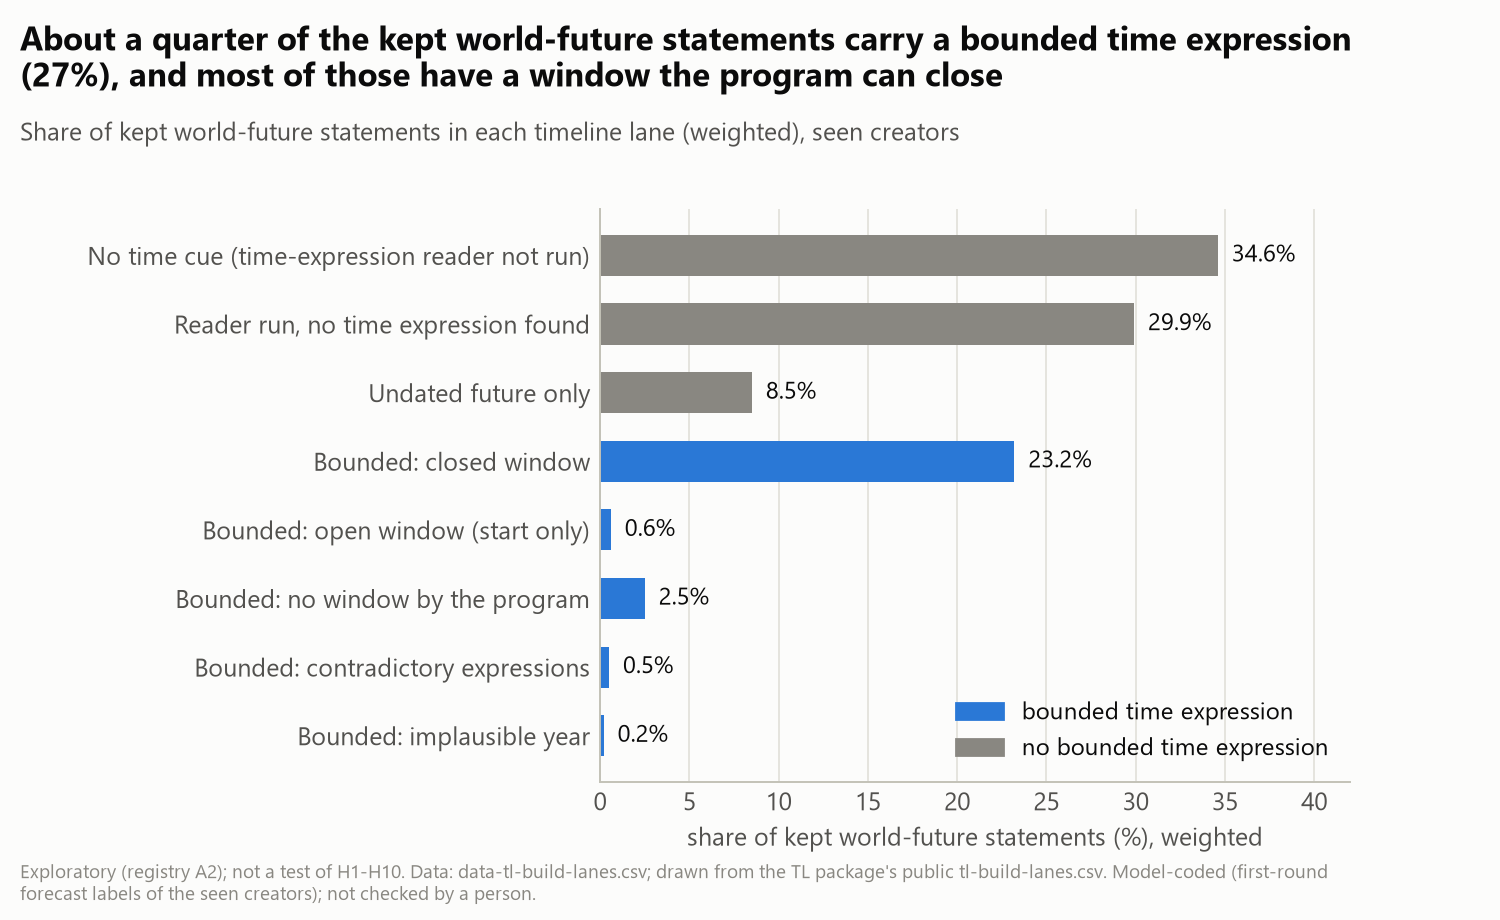 About a quarter of the kept world-future statements carry a bounded time expression
(27%), and most of those have a window the program can close
Share of kept world-future statements in each timeline lane (weighted), seen creators
No time cue (time-expression reader not run)
34.6%
Reader run, no time expression found
29.9%
Undated future only
8.5%
Bounded: closed window
23.2%
Bounded: open window (start only)
0.6%
Bounded: no window by the program
2.5%
Bounded: contradictory expressions
0.5%
Bounded: implausible year
0.2%
bounded time expression
no bounded time expression
0 5 10 15 20 25 30 35 40
share of kept world-future statements (%), weighted
Exploratory (registry A2); not a test of H1-H10. Data: data-tl-build-lanes.csv; drawn from the TL package's public tl-build-lanes.csv. Model-coded (first-round
forecast labels of the seen creators); not checked by a person.